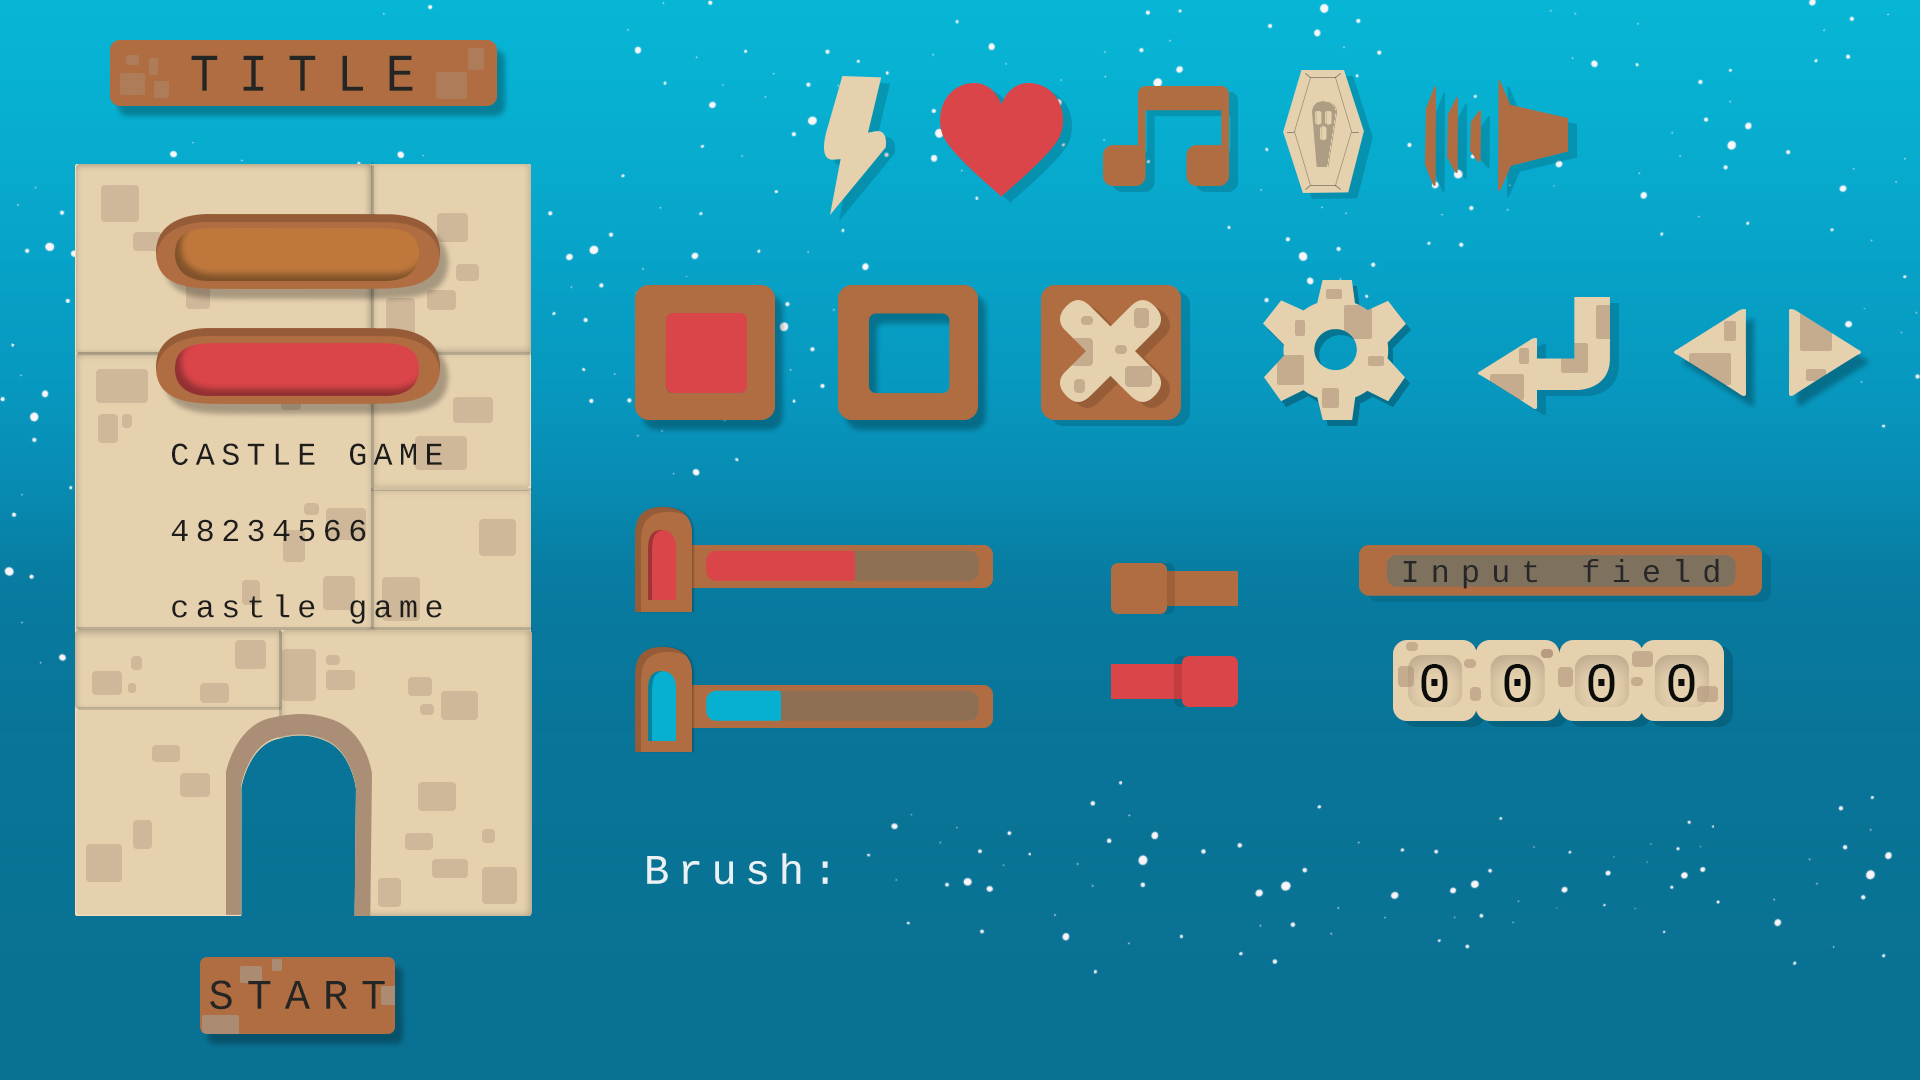 TITLE
CASTLE GAME
48234566
castle game
START
Input field
0 0 0 0
Brush: